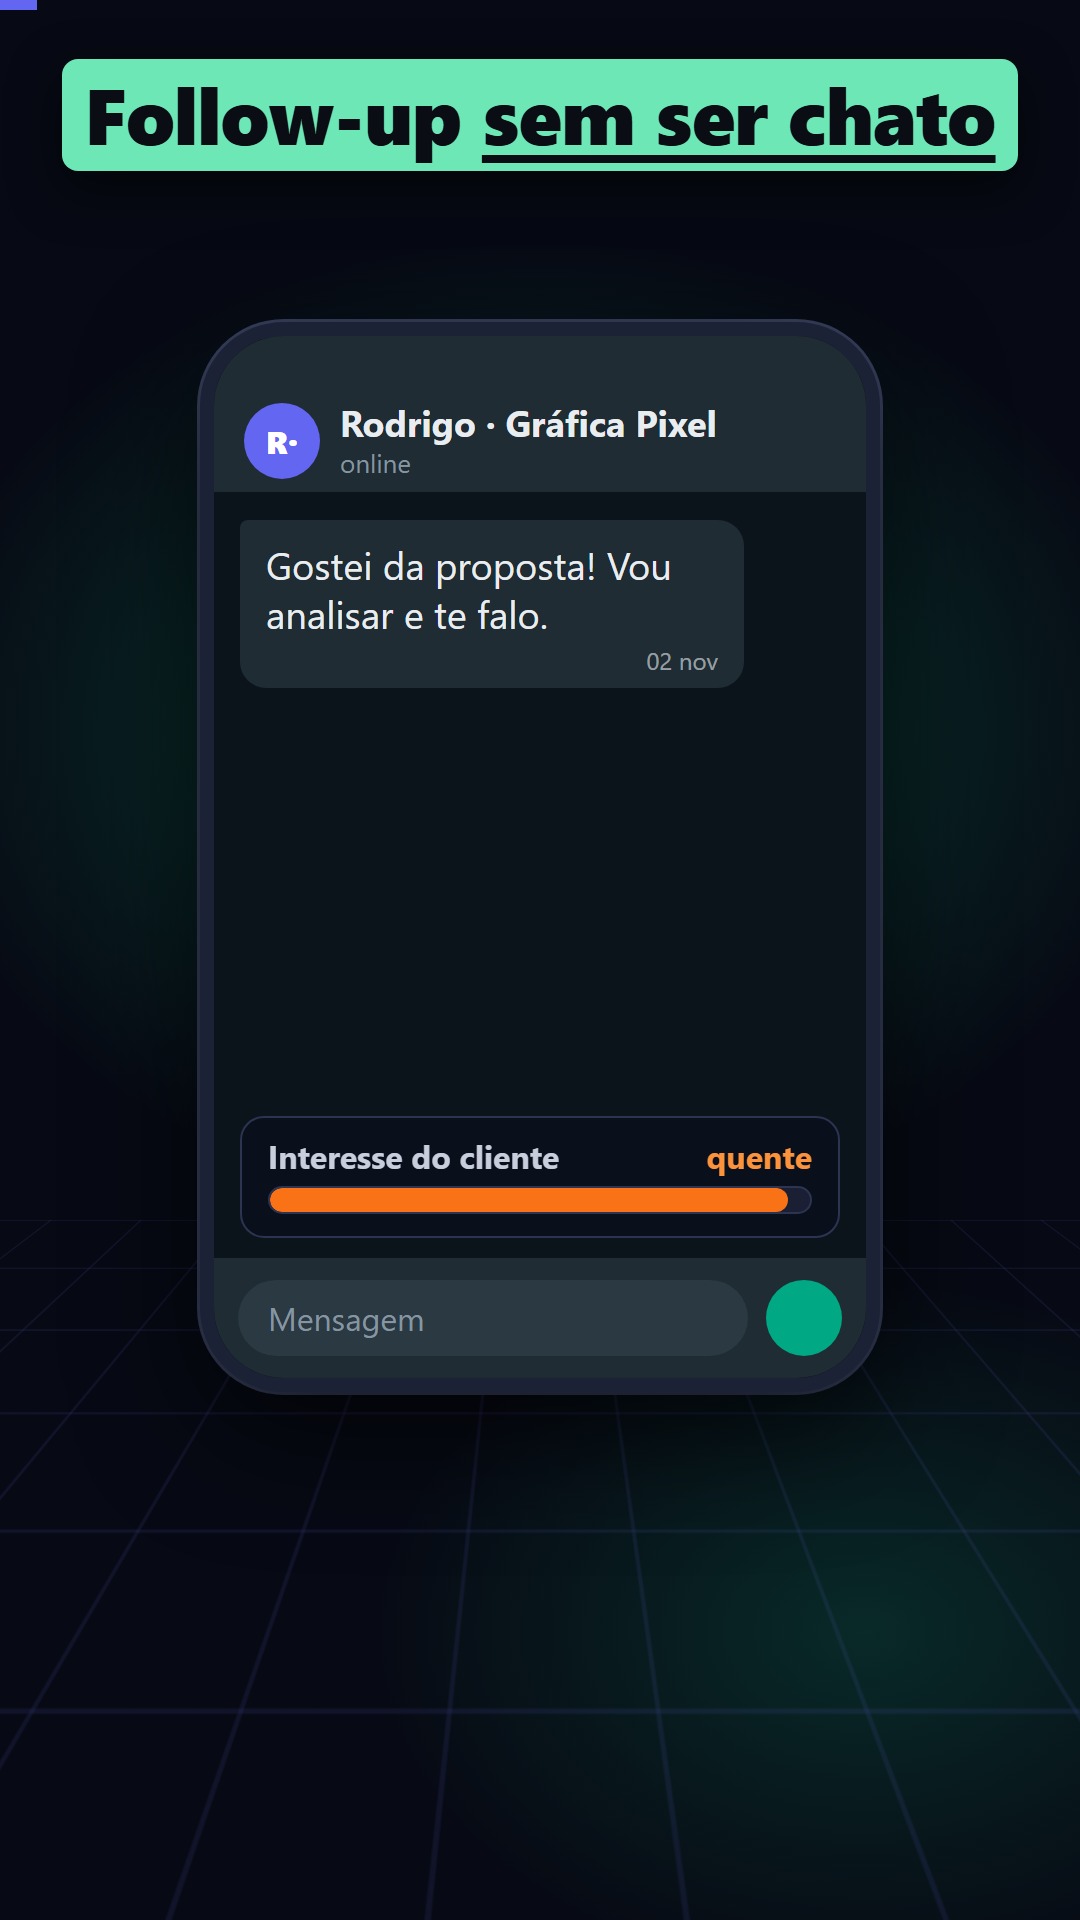 Follow-up sem ser chato
R·
Rodrigo · Gráfica Pixel
online
Gostei da proposta! Vou
analisar e te falo.
02 nov
Interesse do cliente
quente
Mensagem